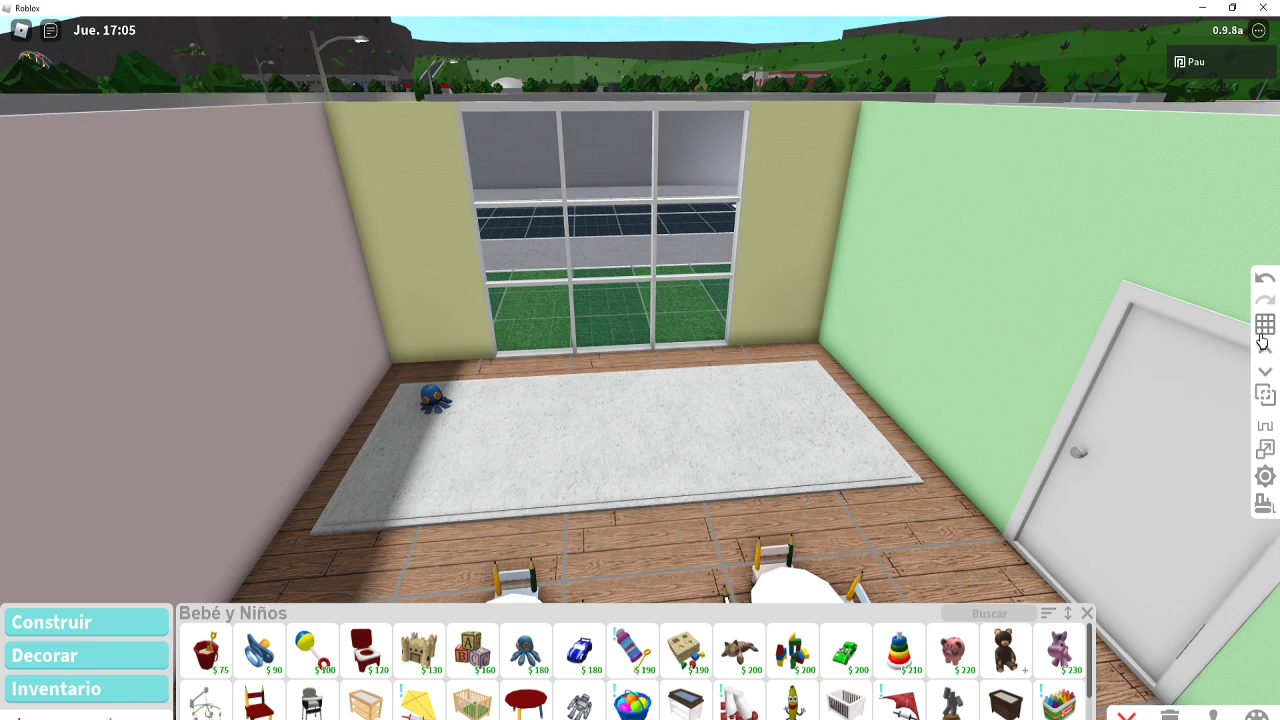 Roblox
Jue. 17:05
0.9.8a
Pau
Construir
Decorar
Inventario
Bebé y Niños
Buscar
$ 75
$ 90
$ 100
$ 120
$ 130
$ 160
$ 180
$ 180
$ 190
$ 190
$ 200
$ 200
$ 200
$ 210
$ 220
+
$ 230